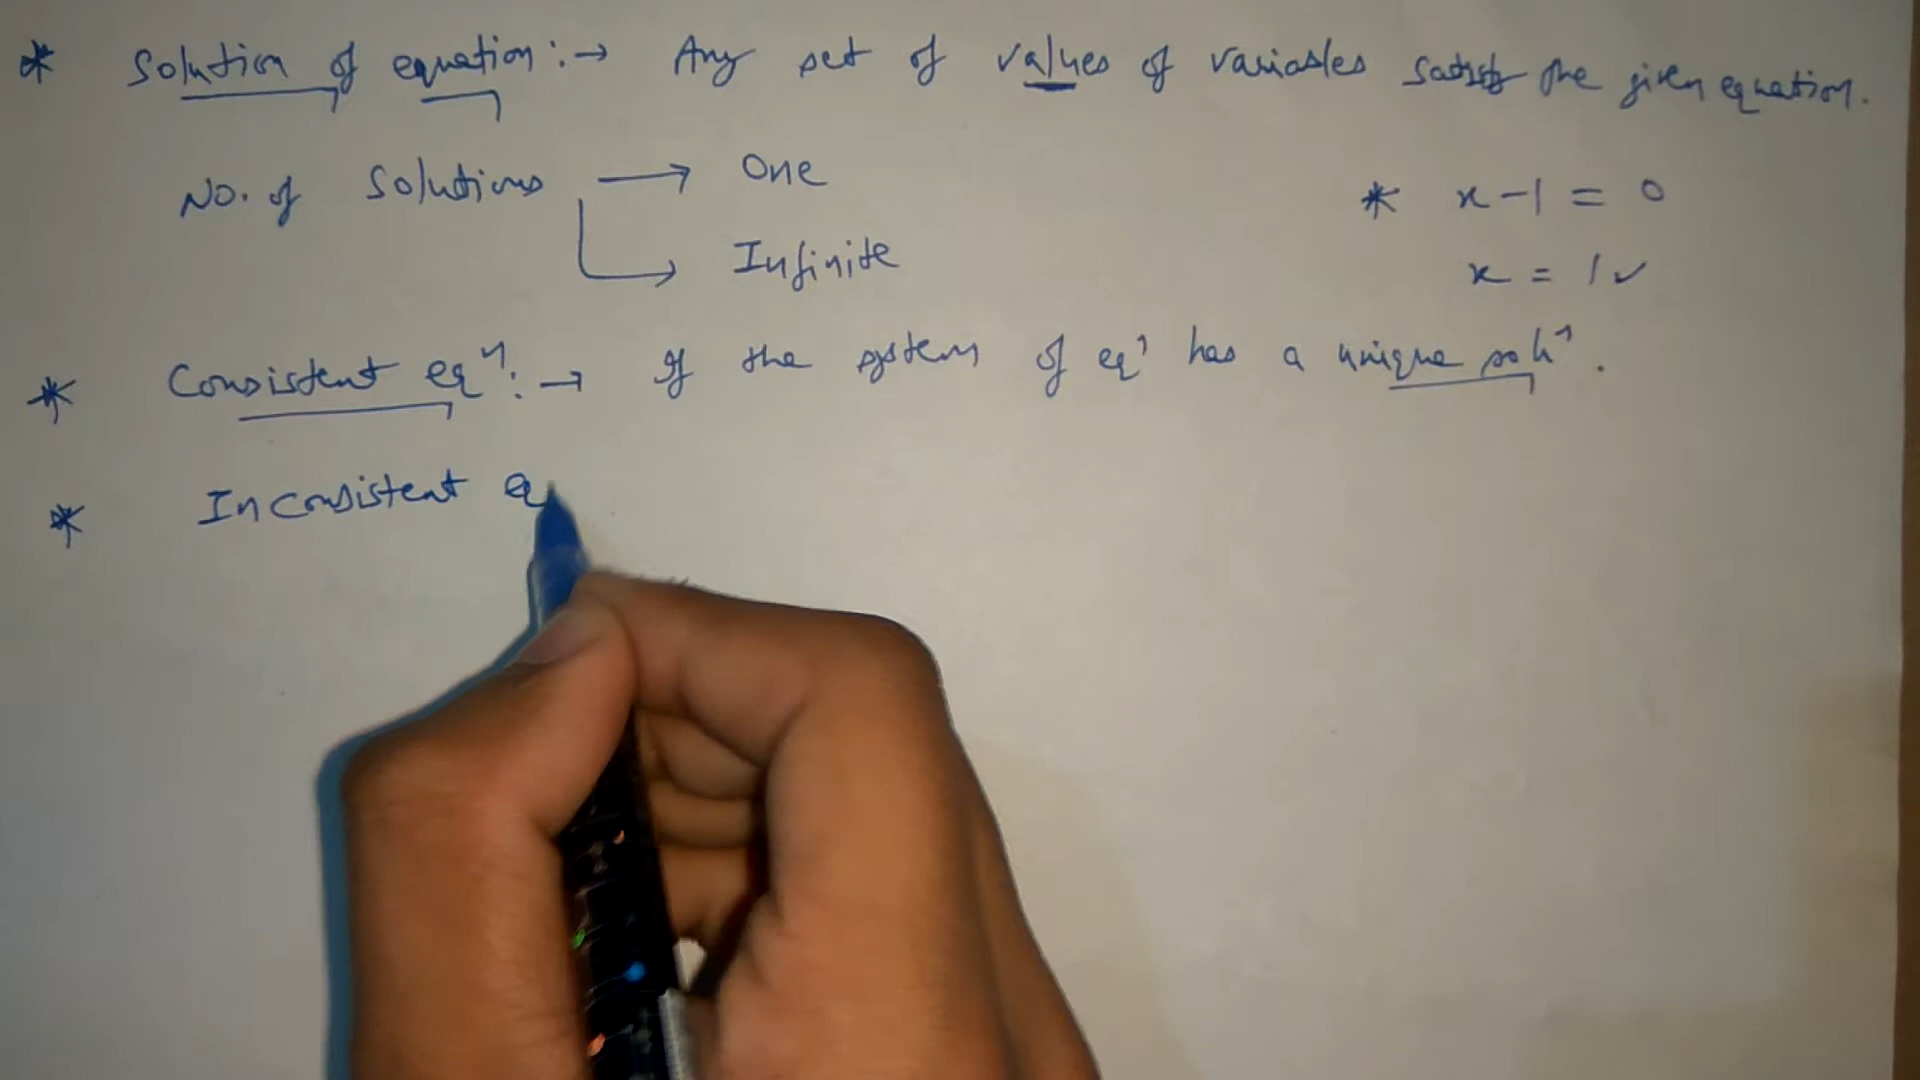 * Solution of equation :→ Any set of values of variables satisfy the given equation.
No. of Solutions → One
* x-1 = 0
→ Infinite
x = 1 ✓
* Consistent eqⁿ: → If the system of eqⁿ has a unique solⁿ.
* Inconsistent eq